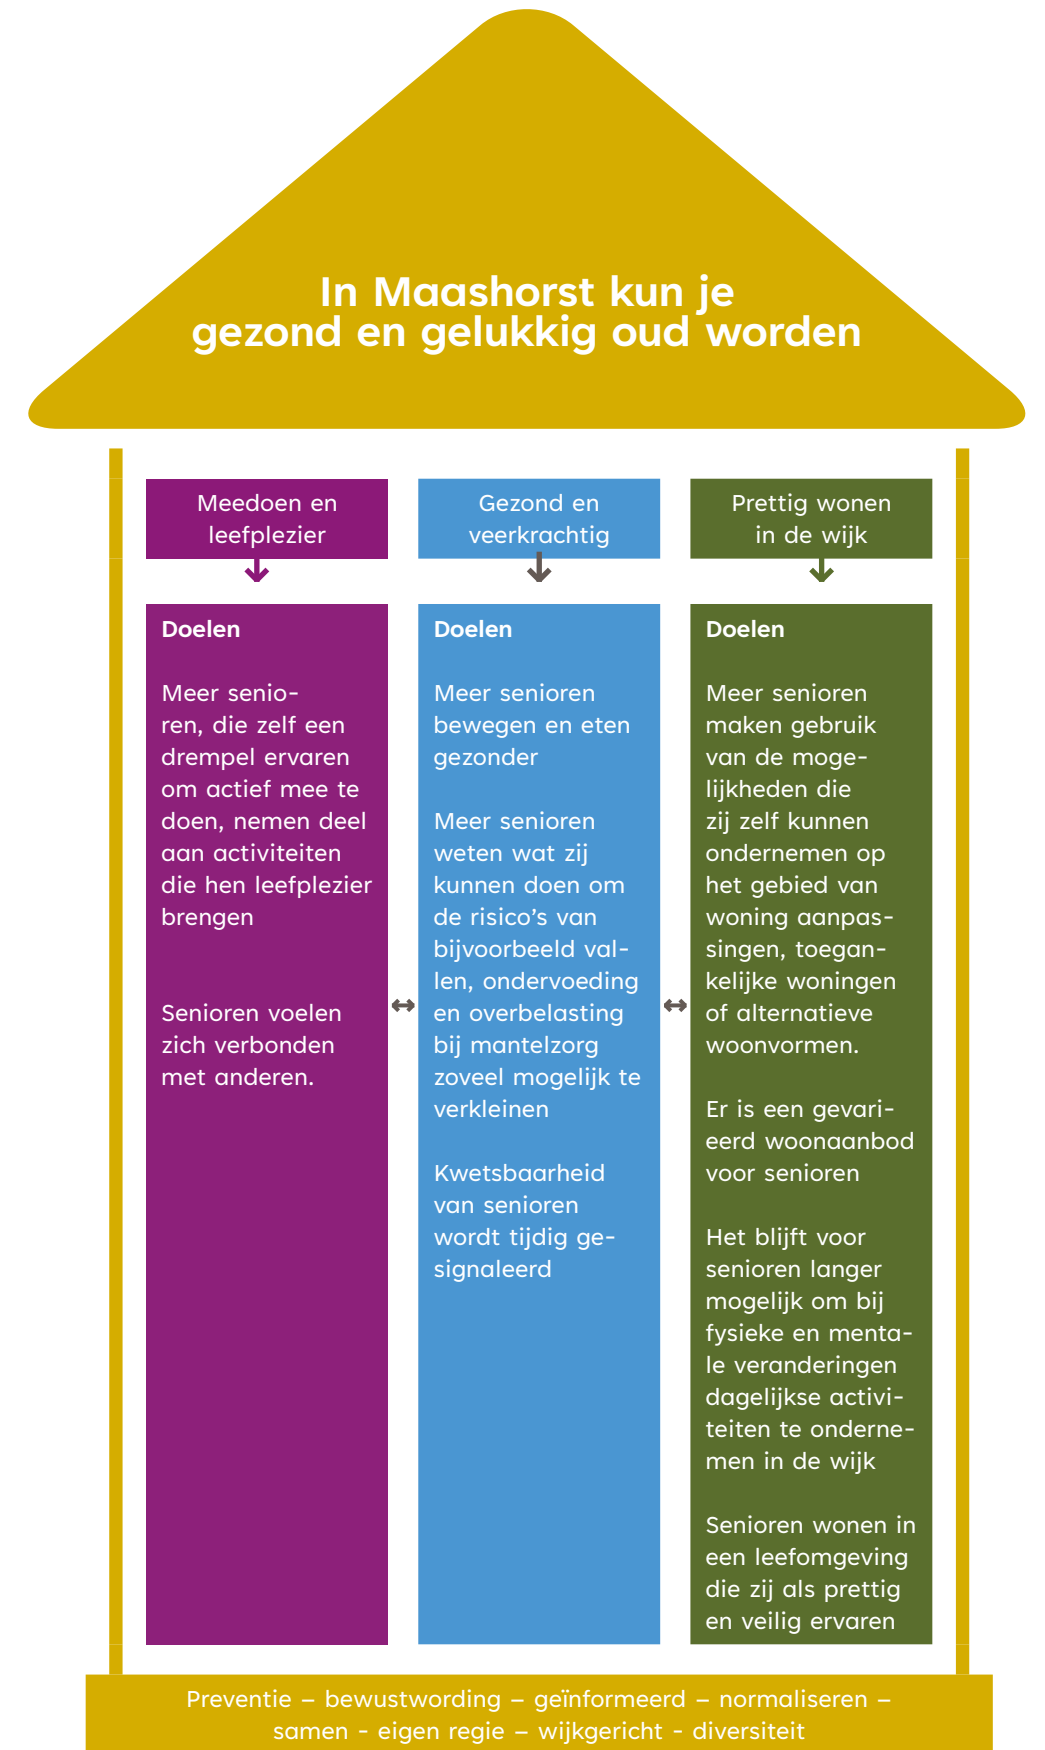 In Maashorst kun je
gezond en gelukkig oud worden
Meedoen en
leefplezier
Doelen
Meer senio-
ren, die zelf een
drempel ervaren
om actief mee te
doen, nemen deel
aan activiteiten
die hen leefplezier
brengen
Senioren voelen
zich verbonden
met anderen.
Gezond en
veerkrachtig
Doelen
Meer senioren
bewegen en eten
gezonder
Meer senioren
weten wat zij
kunnen doen om
de risico's van
bijvoorbeeld val-
len, ondervoeding
en overbelasting
bij mantelzorg
zoveel mogelijk te
verkleinen
Kwetsbaarheid
van senioren
wordt tijdig ge-
signaleerd
Prettig wonen
in de wijk
Doelen
Meer senioren
maken gebruik
van de moge-
lijkheden die
zij zelf kunnen
ondernemen op
het gebied van
woning aanpas-
singen, toegan-
kelijke woningen
of alternatieve
woonvormen.
Er is een gevari-
eerd woonaanbod
voor senioren
Het blijft voor
senioren langer
mogelijk om bij
fysieke en menta-
le veranderingen
dagelijkse activi-
teiten te onderne-
men in de wijk
Senioren wonen in
een leefomgeving
die zij als prettig
en veilig ervaren
Preventie – bewustwording – geïnformeerd – normaliseren –
samen - eigen regie – wijkgericht - diversiteit